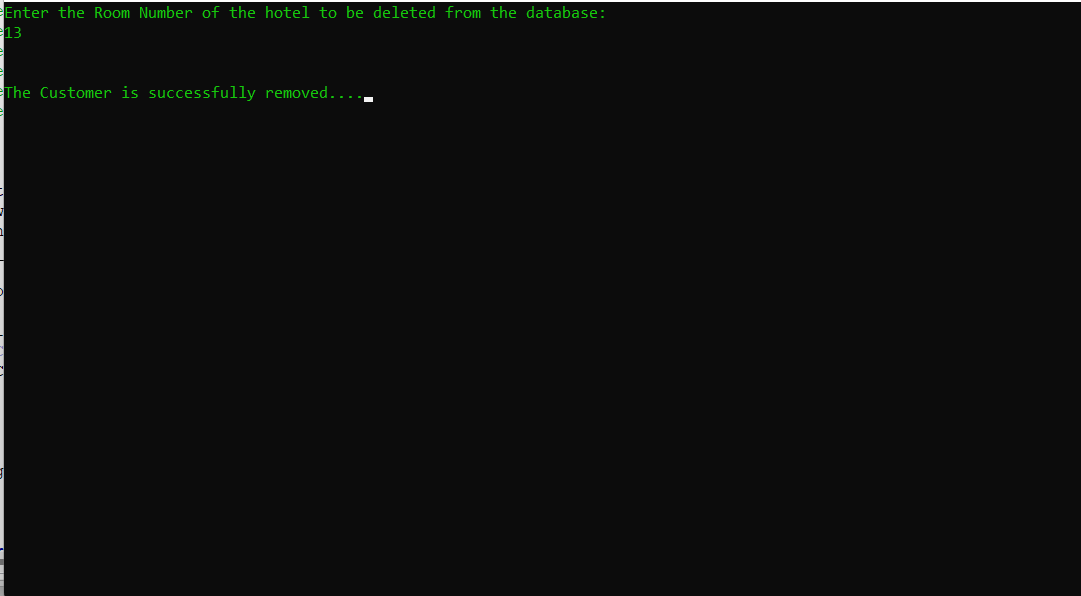 Enter the Room Number of the hotel to be deleted from the database:
13
The Customer is successfully removed....